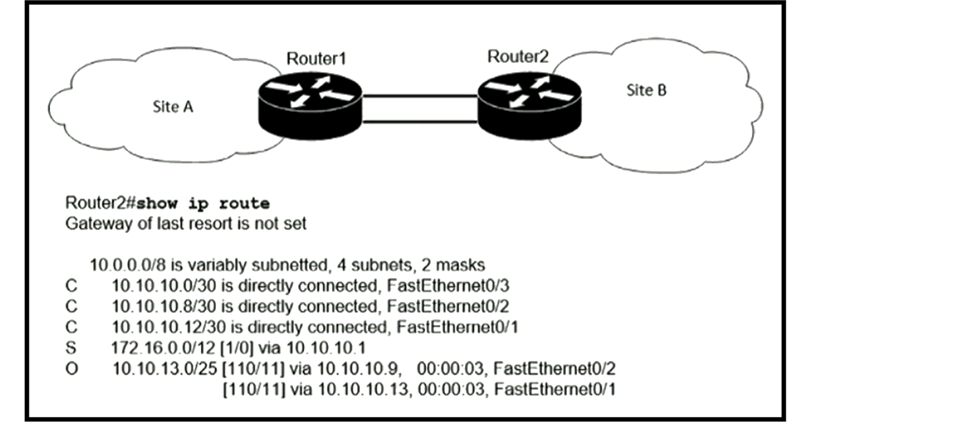 Router1
Router2
Site A
Site B
Router2#show ip route
Gateway of last resort is not set
10.0.0.0/8 is variably subnetted, 4 subnets, 2 masks
C 10.10.10.0/30 is directly connected, FastEthernet0/3
C 10.10.10.8/30 is directly connected, FastEthernet0/2
C 10.10.10.12/30 is directly connected, FastEthernet0/1
S 172.16.0.0/12 [1/0] via 10.10.10.1
O 10.10.13.0/25 [110/11] via 10.10.10.9, 00:00:03, FastEthernet0/2
[110/11] via 10.10.10.13, 00:00:03, FastEthernet0/1